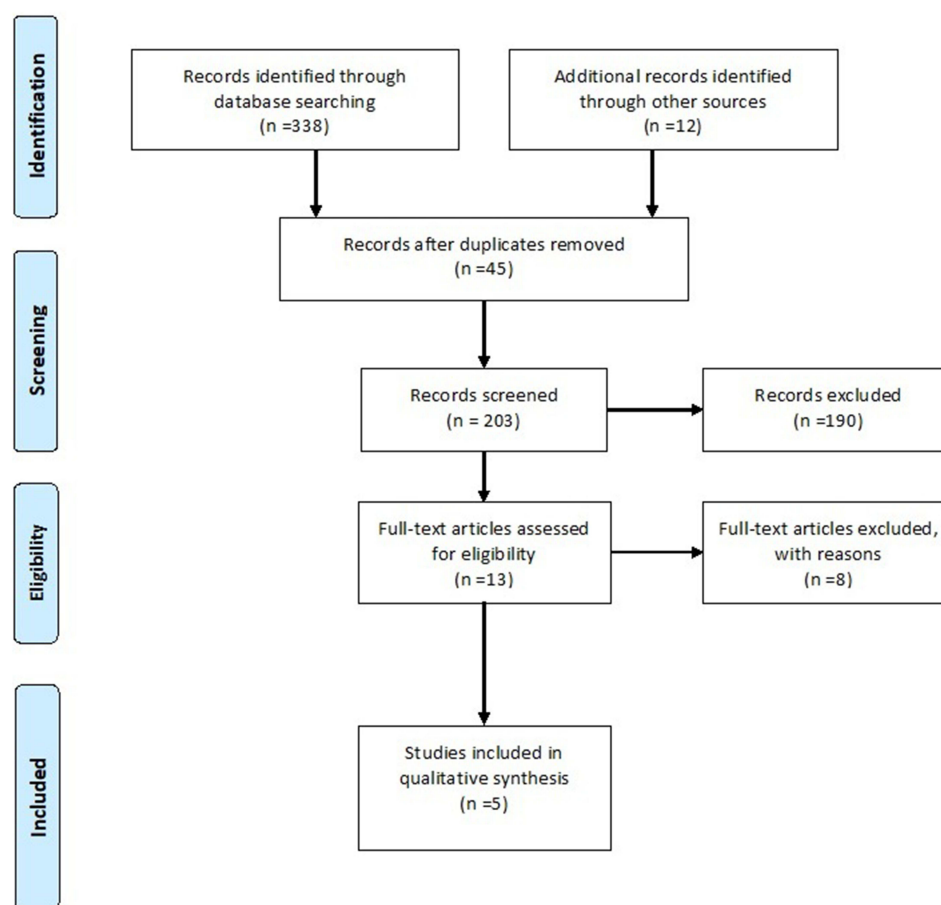 Identification
Records identified through
database searching
(n =338)
Additional records identified
through other sources
(n =12)
Screening
Records after duplicates removed
(n =45)
Records screened
(n = 203)
Records excluded
(n =190)
Eligibility
Full-text articles assessed
for eligibility
(n =13)
Full-text articles excluded,
with reasons
(n =8)
Included
Studies included in
qualitative synthesis
(n =5)